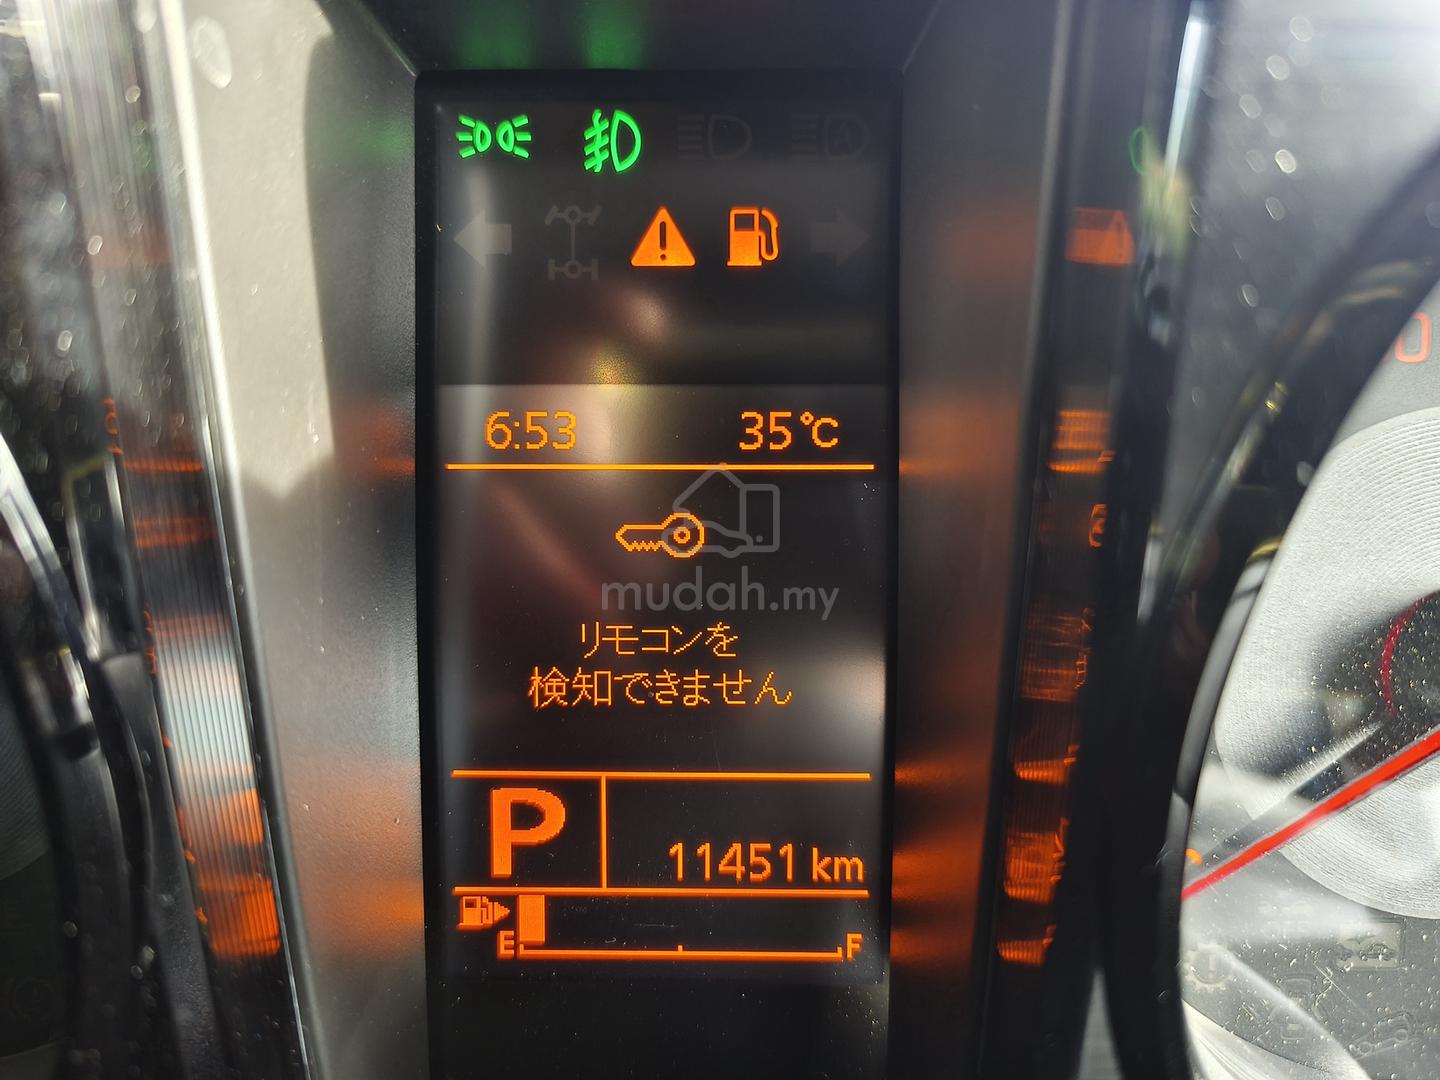 6:53 35℃
mudah.my
リモコンを
検知できません
P 11451 km
E F